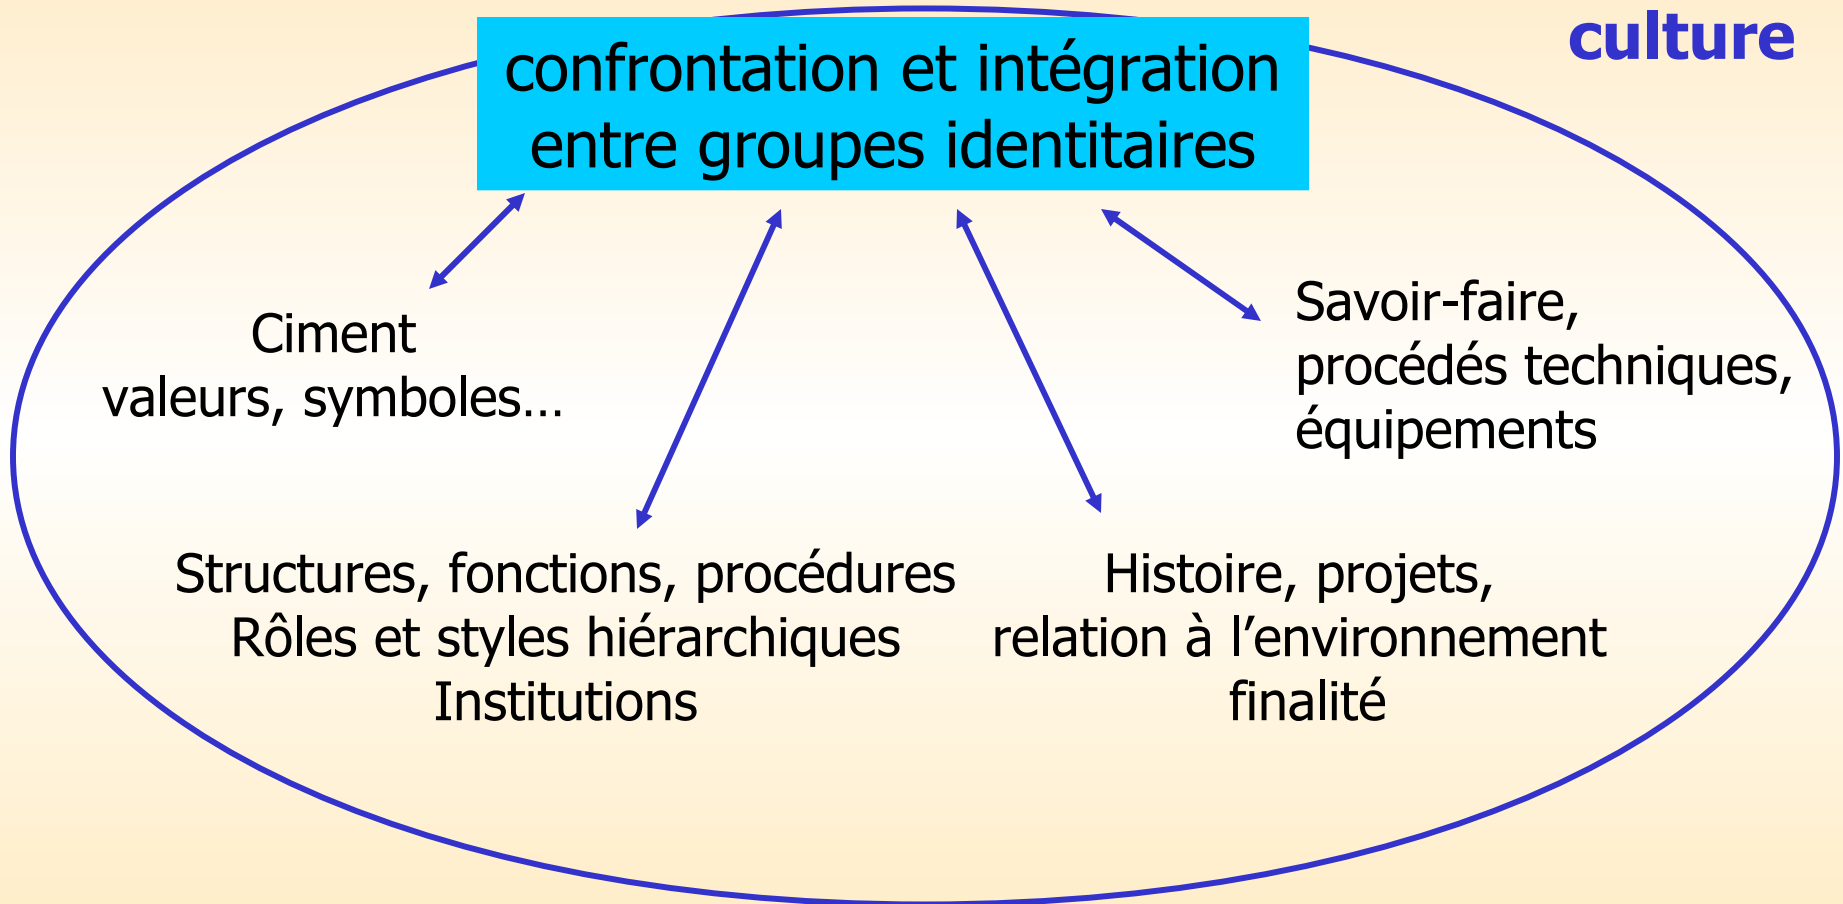 culture
confrontation et intégration
entre groupes identitaires
Ciment
valeurs, symboles…
Savoir-faire,
procédés techniques,
équipements
Structures, fonctions, procédures
Rôles et styles hiérarchiques
Institutions
Histoire, projets,
relation à l’environnement
finalité